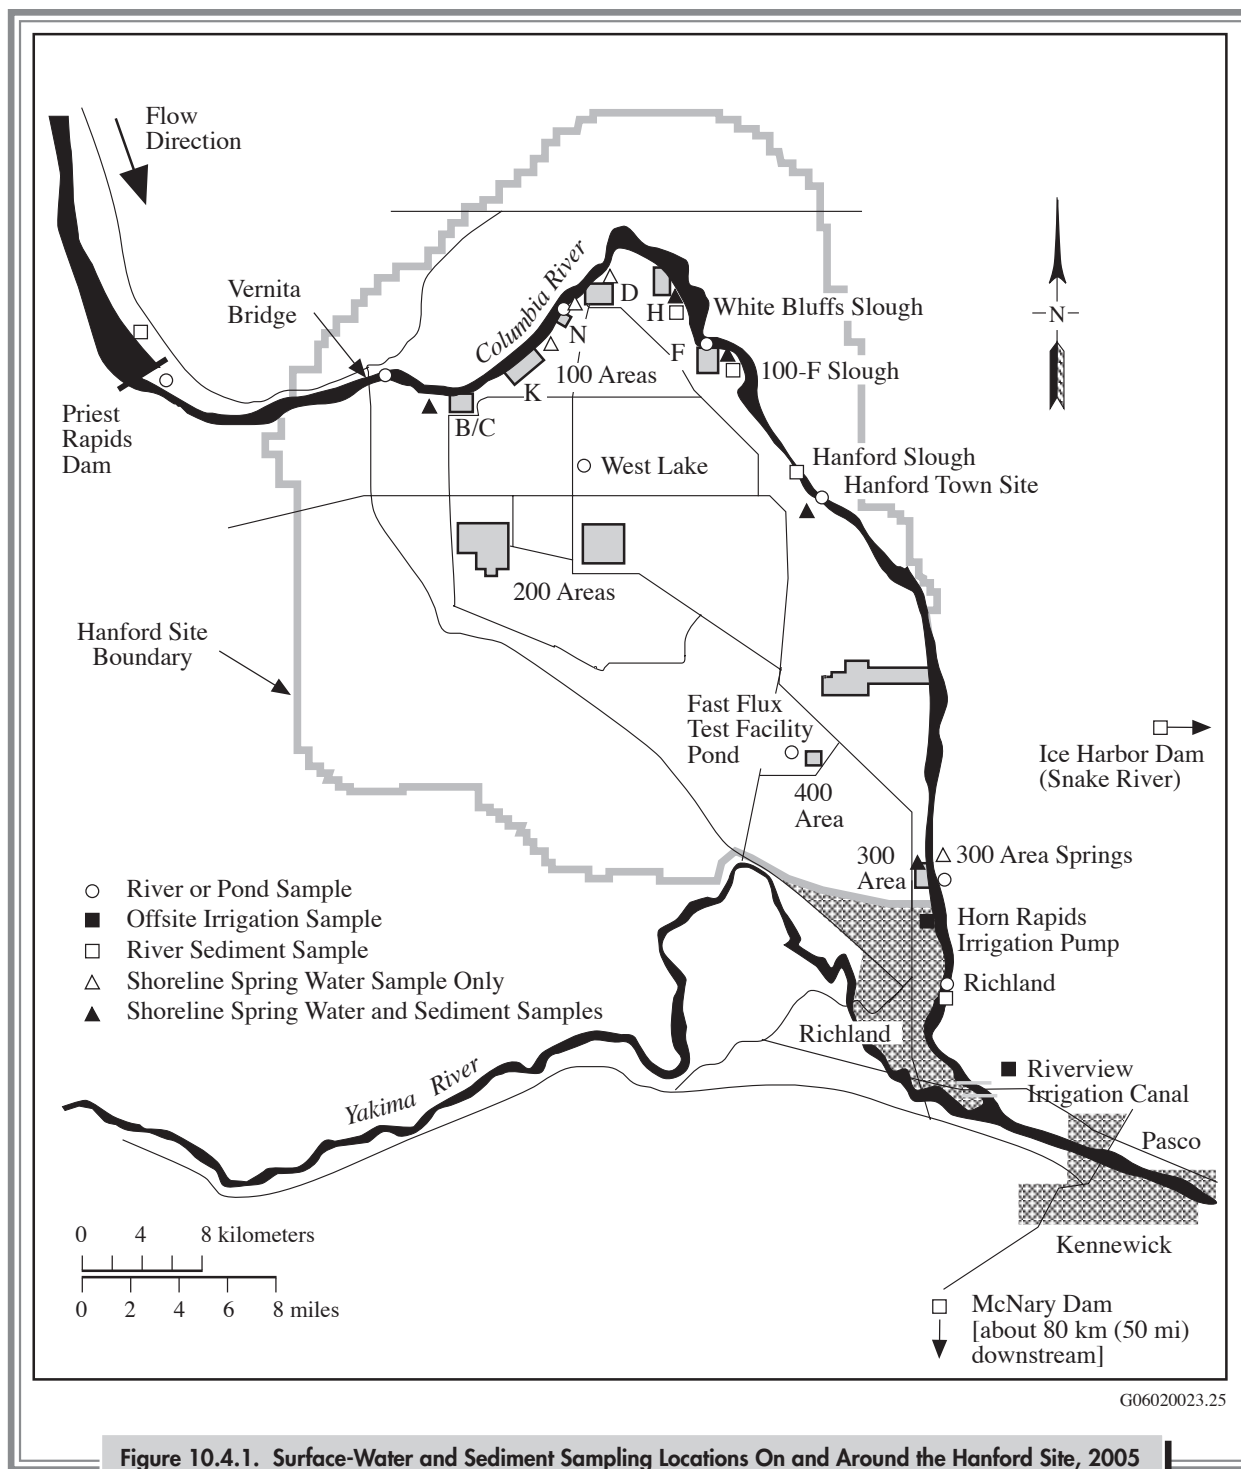 Flow
Direction
Vernita
Bridge
Columbia River
D
H
White Bluffs Slough
N
F
100 Areas
100-F Slough
K
B/C
Priest
Rapids
Dam
N
West Lake
Hanford Slough
Hanford Town Site
200 Areas
Hanford Site
Boundary
Fast Flux
Test Facility
Pond
400
Area
Ice Harbor Dam
(Snake River)
300
Area
300 Area Springs
River or Pond Sample
Offsite Irrigation Sample
River Sediment Sample
Shoreline Spring Water Sample Only
Shoreline Spring Water and Sediment Samples
Horn Rapids
Irrigation Pump
Richland
Richland
Riverview
Irrigation Canal
Yakima River
Pasco
Kennewick
0 4 8 kilometers
0 2 4 6 8 miles
McNary Dam
[about 80 km (50 mi)
downstream]
G06020023.25
Figure 10.4.1. Surface-Water and Sediment Sampling Locations On and Around the Hanford Site, 2005